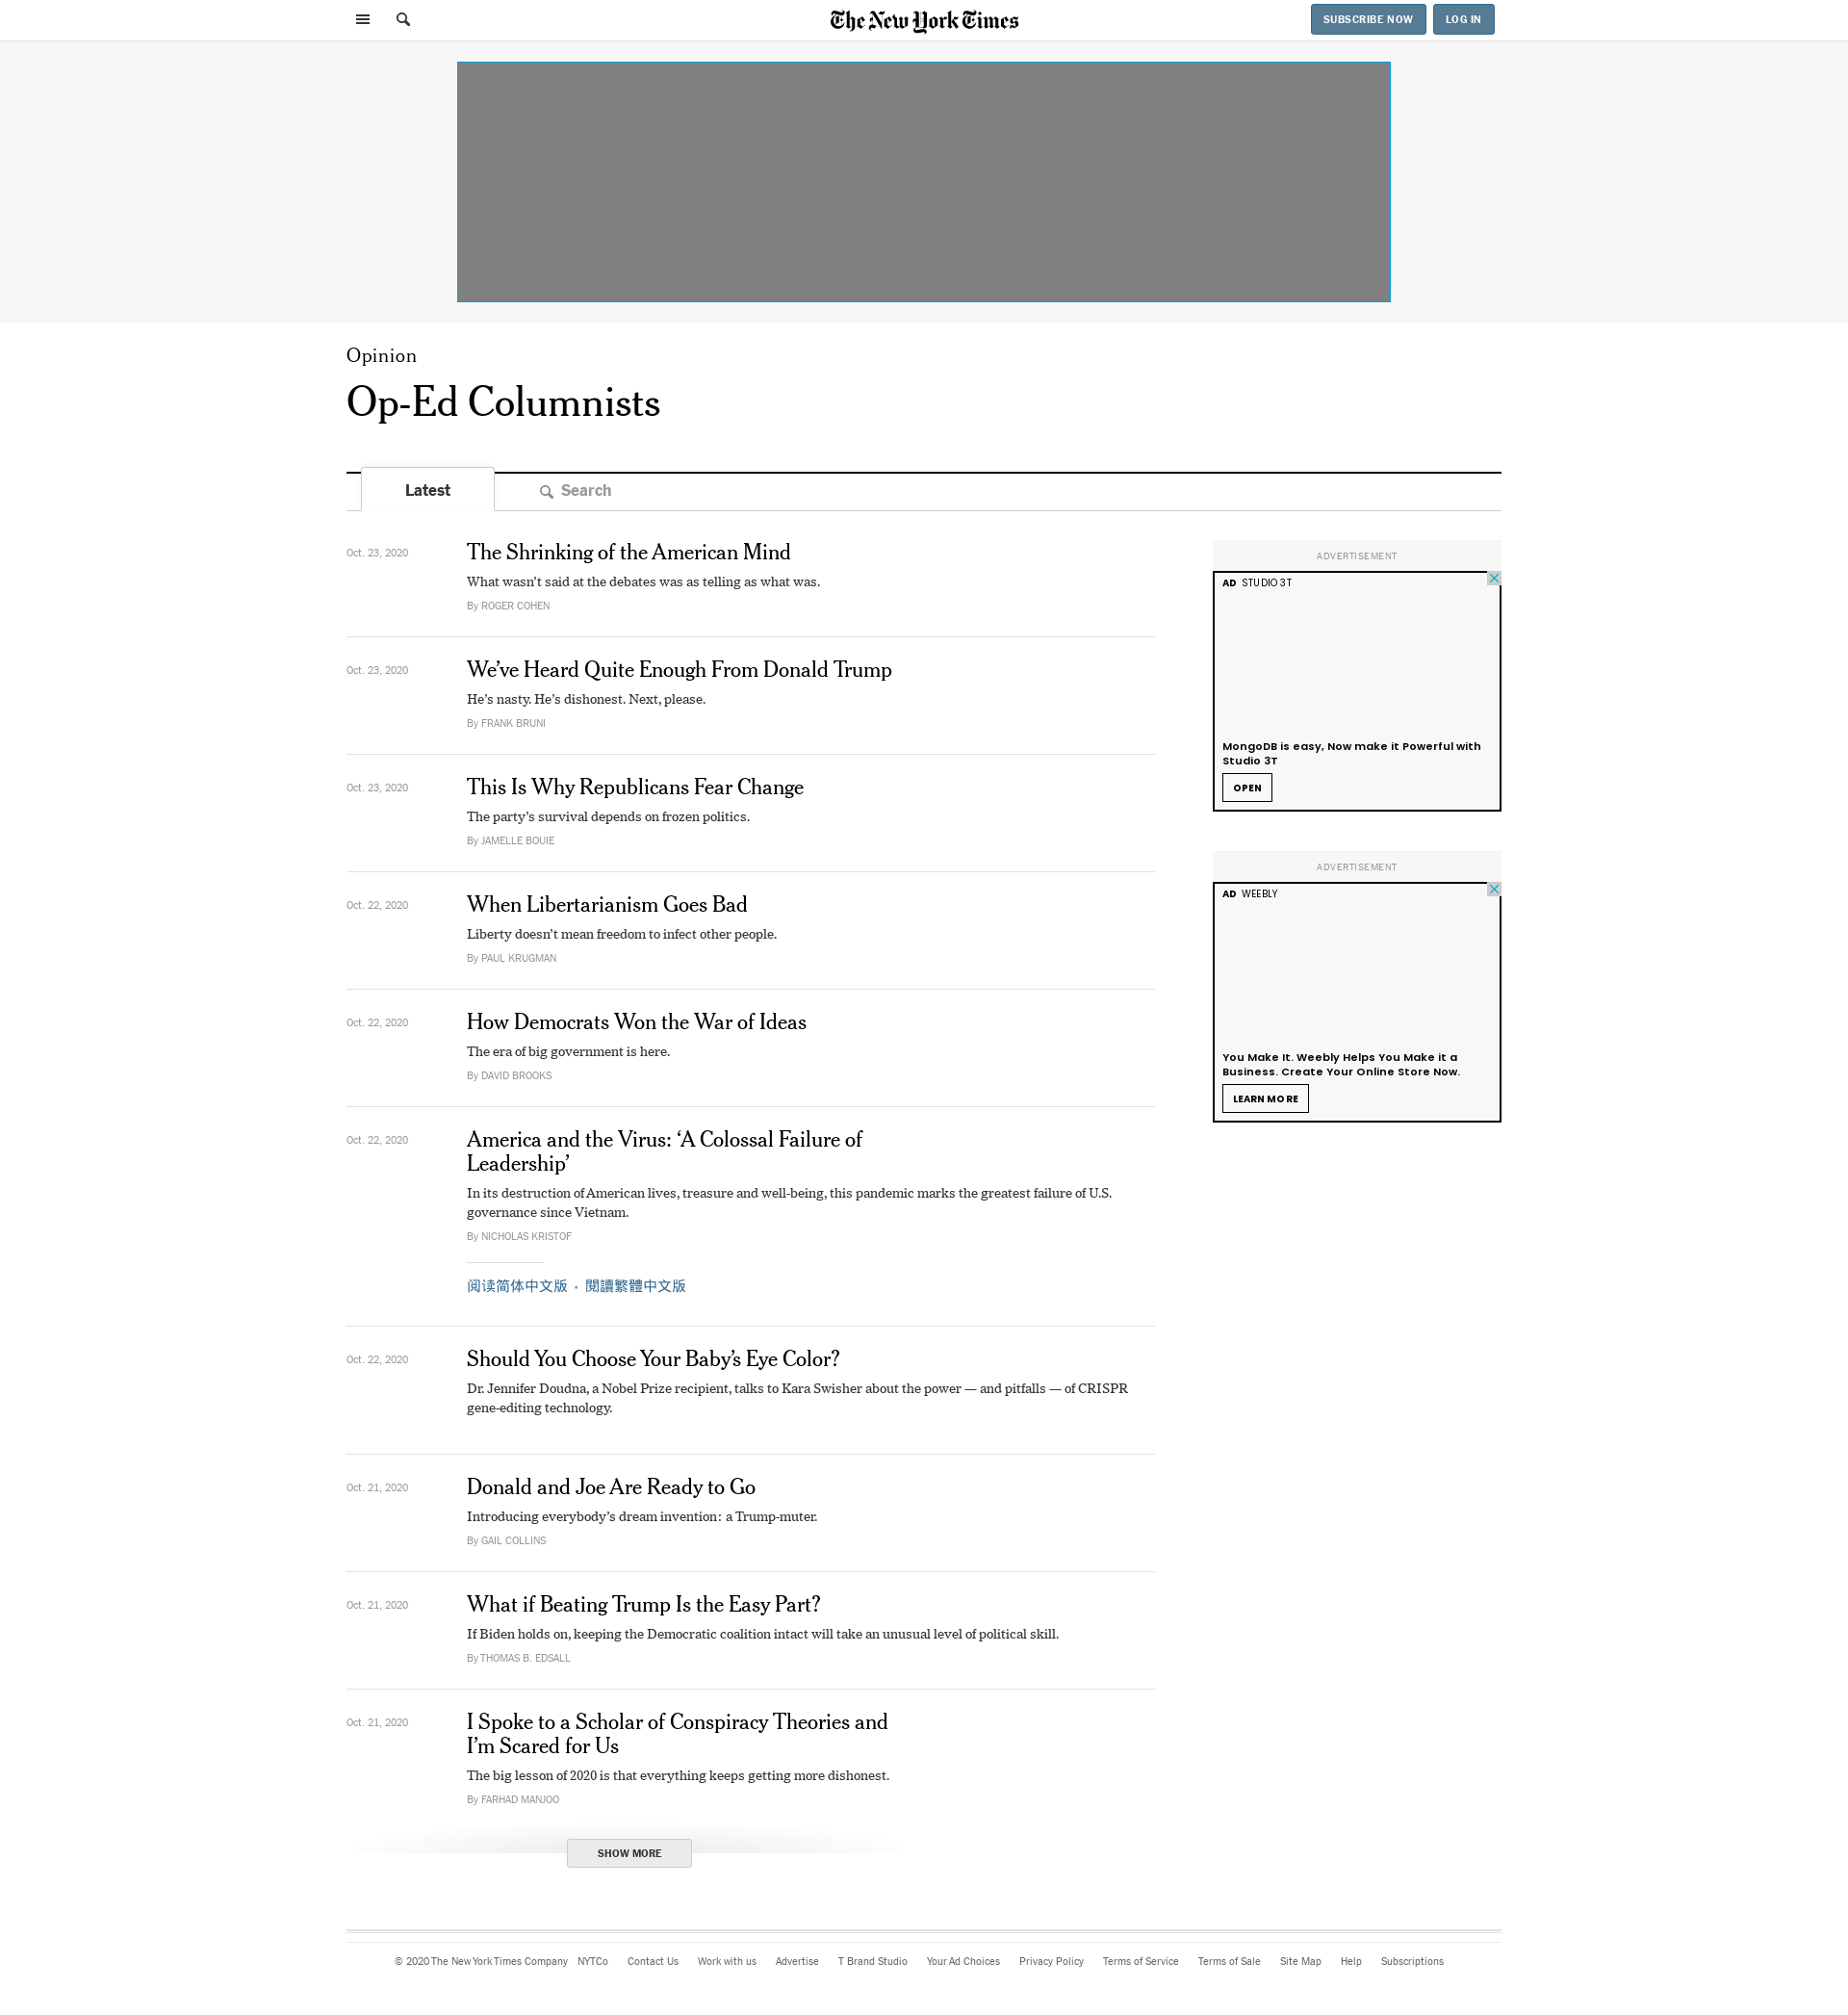 The New York Times
SUBSCRIBE NOW
LOG IN
Opinion
Op-Ed Columnists
Latest
Search
Oct. 23, 2020
The Shrinking of the American Mind
What wasn’t said at the debates was as telling as what was.
By ROGER COHEN
Oct. 23, 2020
We’ve Heard Quite Enough From Donald Trump
He’s nasty. He’s dishonest. Next, please.
By FRANK BRUNI
Oct. 23, 2020
This Is Why Republicans Fear Change
The party’s survival depends on frozen politics.
By JAMELLE BOUIE
Oct. 22, 2020
When Libertarianism Goes Bad
Liberty doesn’t mean freedom to infect other people.
By PAUL KRUGMAN
Oct. 22, 2020
How Democrats Won the War of Ideas
The era of big government is here.
By DAVID BROOKS
Oct. 22, 2020
America and the Virus: ‘A Colossal Failure of
Leadership’
In its destruction of American lives, treasure and well-being, this pandemic marks the greatest failure of U.S.
governance since Vietnam.
By NICHOLAS KRISTOF
阅读简体中文版 • 閱讀繁體中文版
Oct. 22, 2020
Should You Choose Your Baby’s Eye Color?
Dr. Jennifer Doudna, a Nobel Prize recipient, talks to Kara Swisher about the power — and pitfalls — of CRISPR
gene-editing technology.
Oct. 21, 2020
Donald and Joe Are Ready to Go
Introducing everybody’s dream invention: a Trump-muter.
By GAIL COLLINS
Oct. 21, 2020
What if Beating Trump Is the Easy Part?
If Biden holds on, keeping the Democratic coalition intact will take an unusual level of political skill.
By THOMAS B. EDSALL
Oct. 21, 2020
I Spoke to a Scholar of Conspiracy Theories and
I’m Scared for Us
The big lesson of 2020 is that everything keeps getting more dishonest.
By FARHAD MANJOO
SHOW MORE
ADVERTISEMENT
AD STUDIO 3T
MongoDB is easy, Now make it Powerful with
Studio 3T
OPEN
ADVERTISEMENT
AD WEEBLY
You Make It. Weebly Helps You Make it a
Business. Create Your Online Store Now.
LEARN MORE
© 2020 The New York Times Company NYTCo Contact Us Work with us Advertise T Brand Studio Your Ad Choices Privacy Policy Terms of Service Terms of Sale Site Map Help Subscriptions